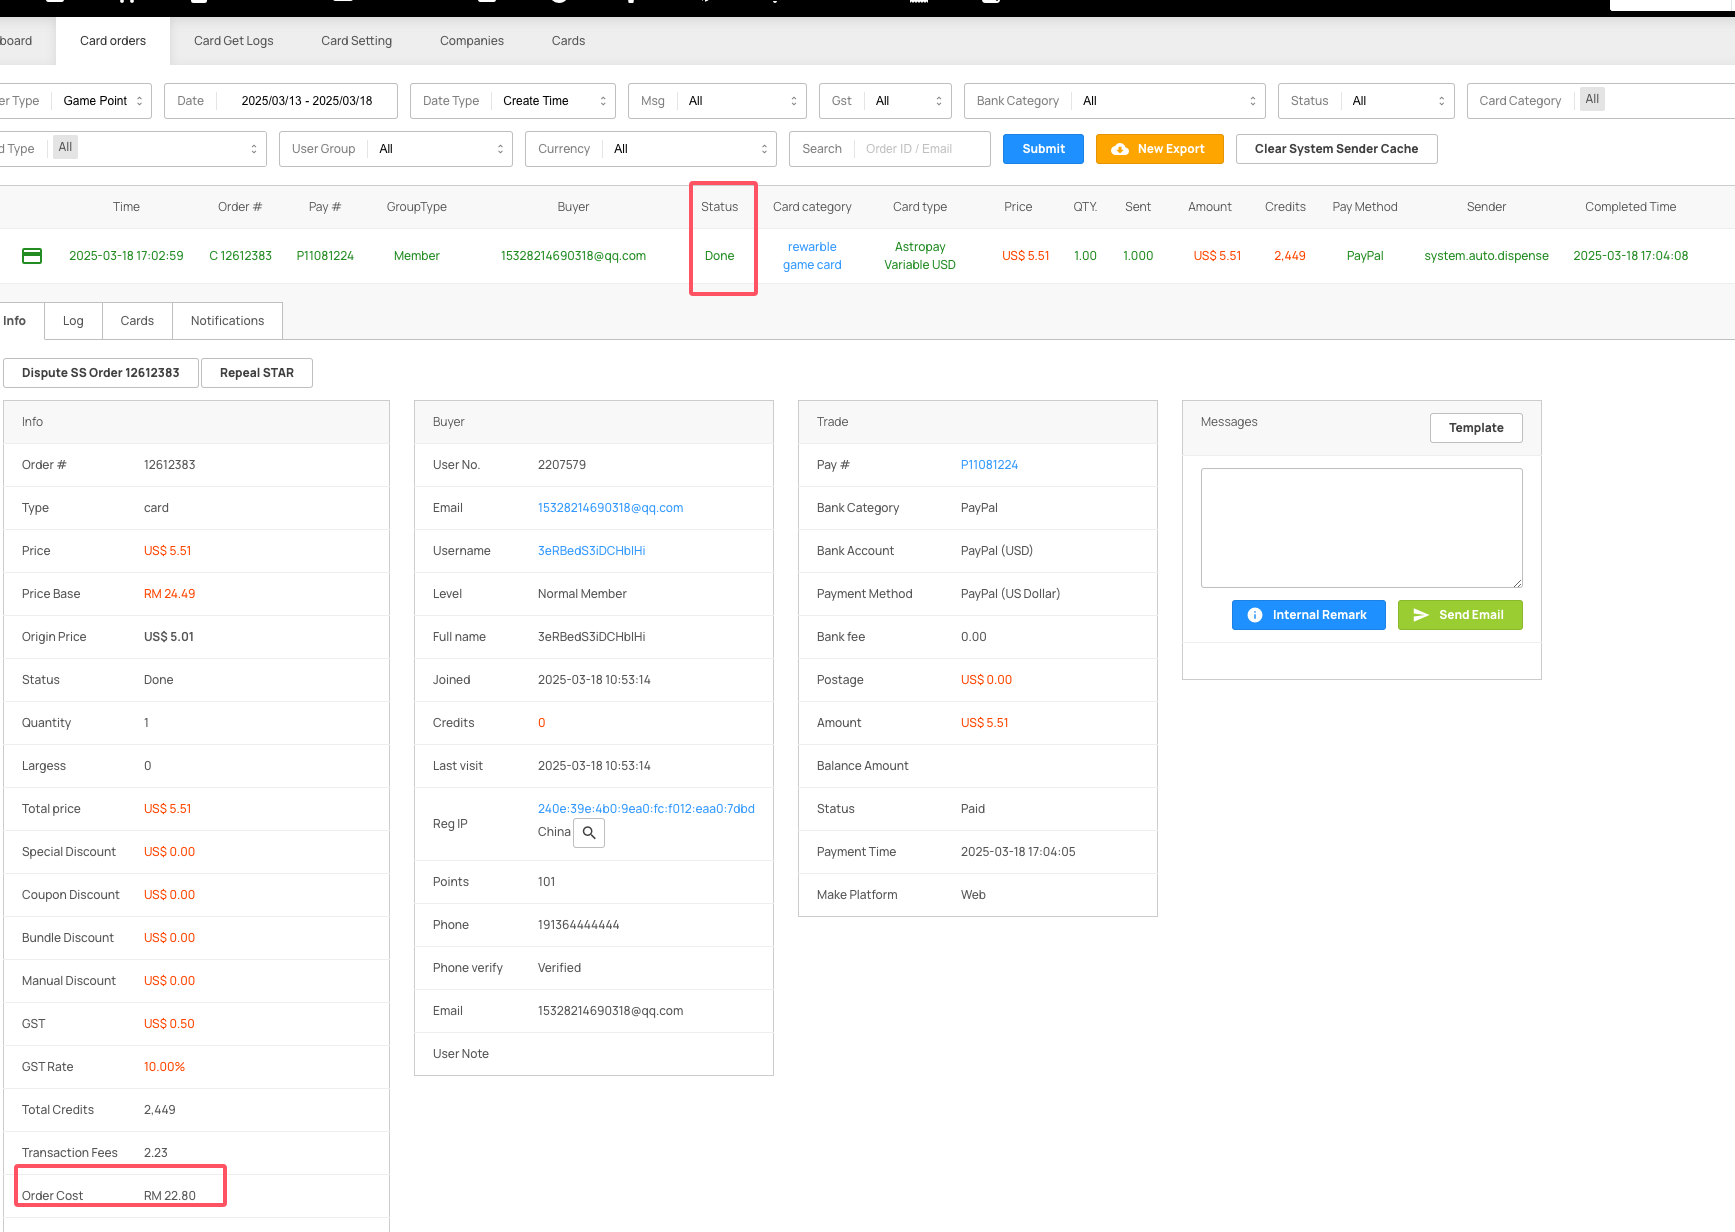 board Card orders Card Get Logs Card Setting Companies Cards
er Type Game Point Date 2025/03/13 - 2025/03/18 Date Type Create Time Msg All Gst All Bank Category All Status All Card Category All
d Type All User Group All Currency All Search Order ID / Email Submit New Export Clear System Sender Cache
Time Order # Pay # GroupType Buyer Status Card category Card type Price QTY. Sent Amount Credits Pay Method Sender Completed Time
2025-03-18 17:02:59 C 12612383 P11081224 Member 15328214690318@qq.com Done rewarble game card Astropay Variable USD US$ 5.51 1.00 1.000 US$ 5.51 2,449 PayPal system.auto.dispense 2025-03-18 17:04:08
Info Log Cards Notifications
Dispute SS Order 12612383 Repeal STAR
Info
Order # 12612383
Type card
Price US$ 5.51
Price Base RM 24.49
Origin Price US$ 5.01
Status Done
Quantity 1
Largess 0
Total price US$ 5.51
Special Discount US$ 0.00
Coupon Discount US$ 0.00
Bundle Discount US$ 0.00
Manual Discount US$ 0.00
GST US$ 0.50
GST Rate 10.00%
Total Credits 2,449
Transaction Fees 2.23
Order Cost RM 22.80
Buyer
User No. 2207579
Email 15328214690318@qq.com
Username 3eRBedS3iDCHblHi
Level Normal Member
Full name 3eRBedS3iDCHblHi
Joined 2025-03-18 10:53:14
Credits 0
Last visit 2025-03-18 10:53:14
Reg IP 240e:39e:4b0:9ea0:fc:f012:eaa0:7dbd
China
Points 101
Phone 191364444444
Phone verify Verified
Email 15328214690318@qq.com
User Note
Trade
Pay # P11081224
Bank Category PayPal
Bank Account PayPal (USD)
Payment Method PayPal (US Dollar)
Bank fee 0.00
Postage US$ 0.00
Amount US$ 5.51
Balance Amount
Status Paid
Payment Time 2025-03-18 17:04:05
Make Platform Web
Messages Template
Internal Remark Send Email